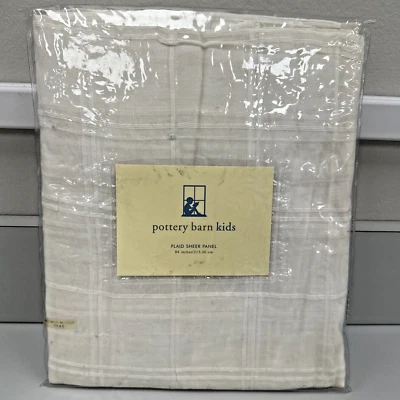 pottery barn kids
PLAID SHEER PANEL
84 inches/213.36 cm